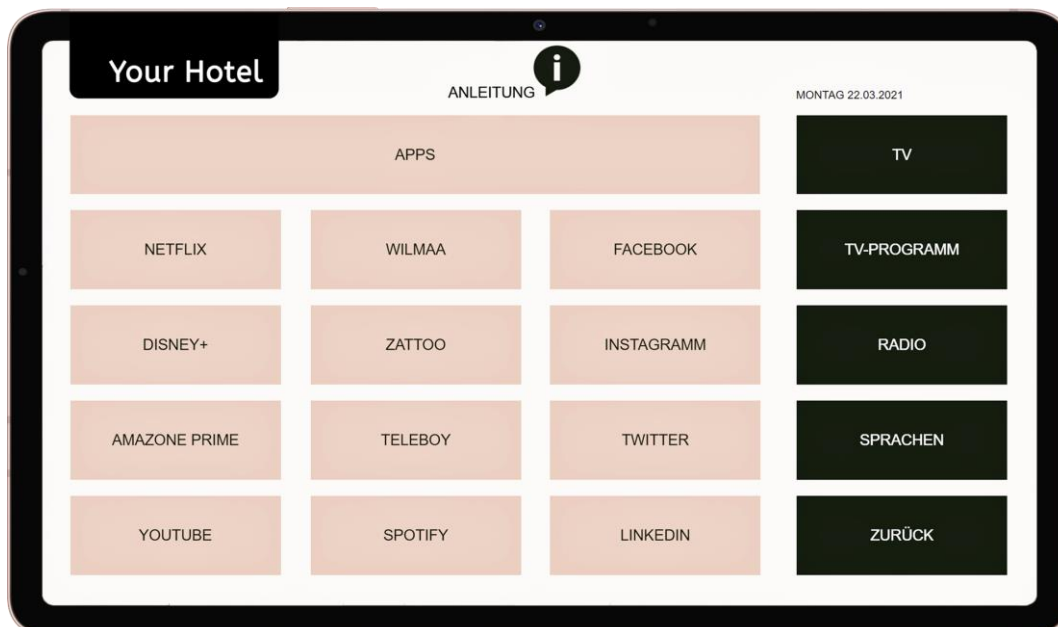 Your Hotel
ANLEITUNG
i
MONTAG 22.03.2021
APPS
TV
NETFLIX
WILMAA
FACEBOOK
TV-PROGRAMM
DISNEY+
ZATTOO
INSTAGRAMM
RADIO
AMAZONE PRIME
TELEBOY
TWITTER
SPRACHEN
YOUTUBE
SPOTIFY
LINKEDIN
ZURÜCK